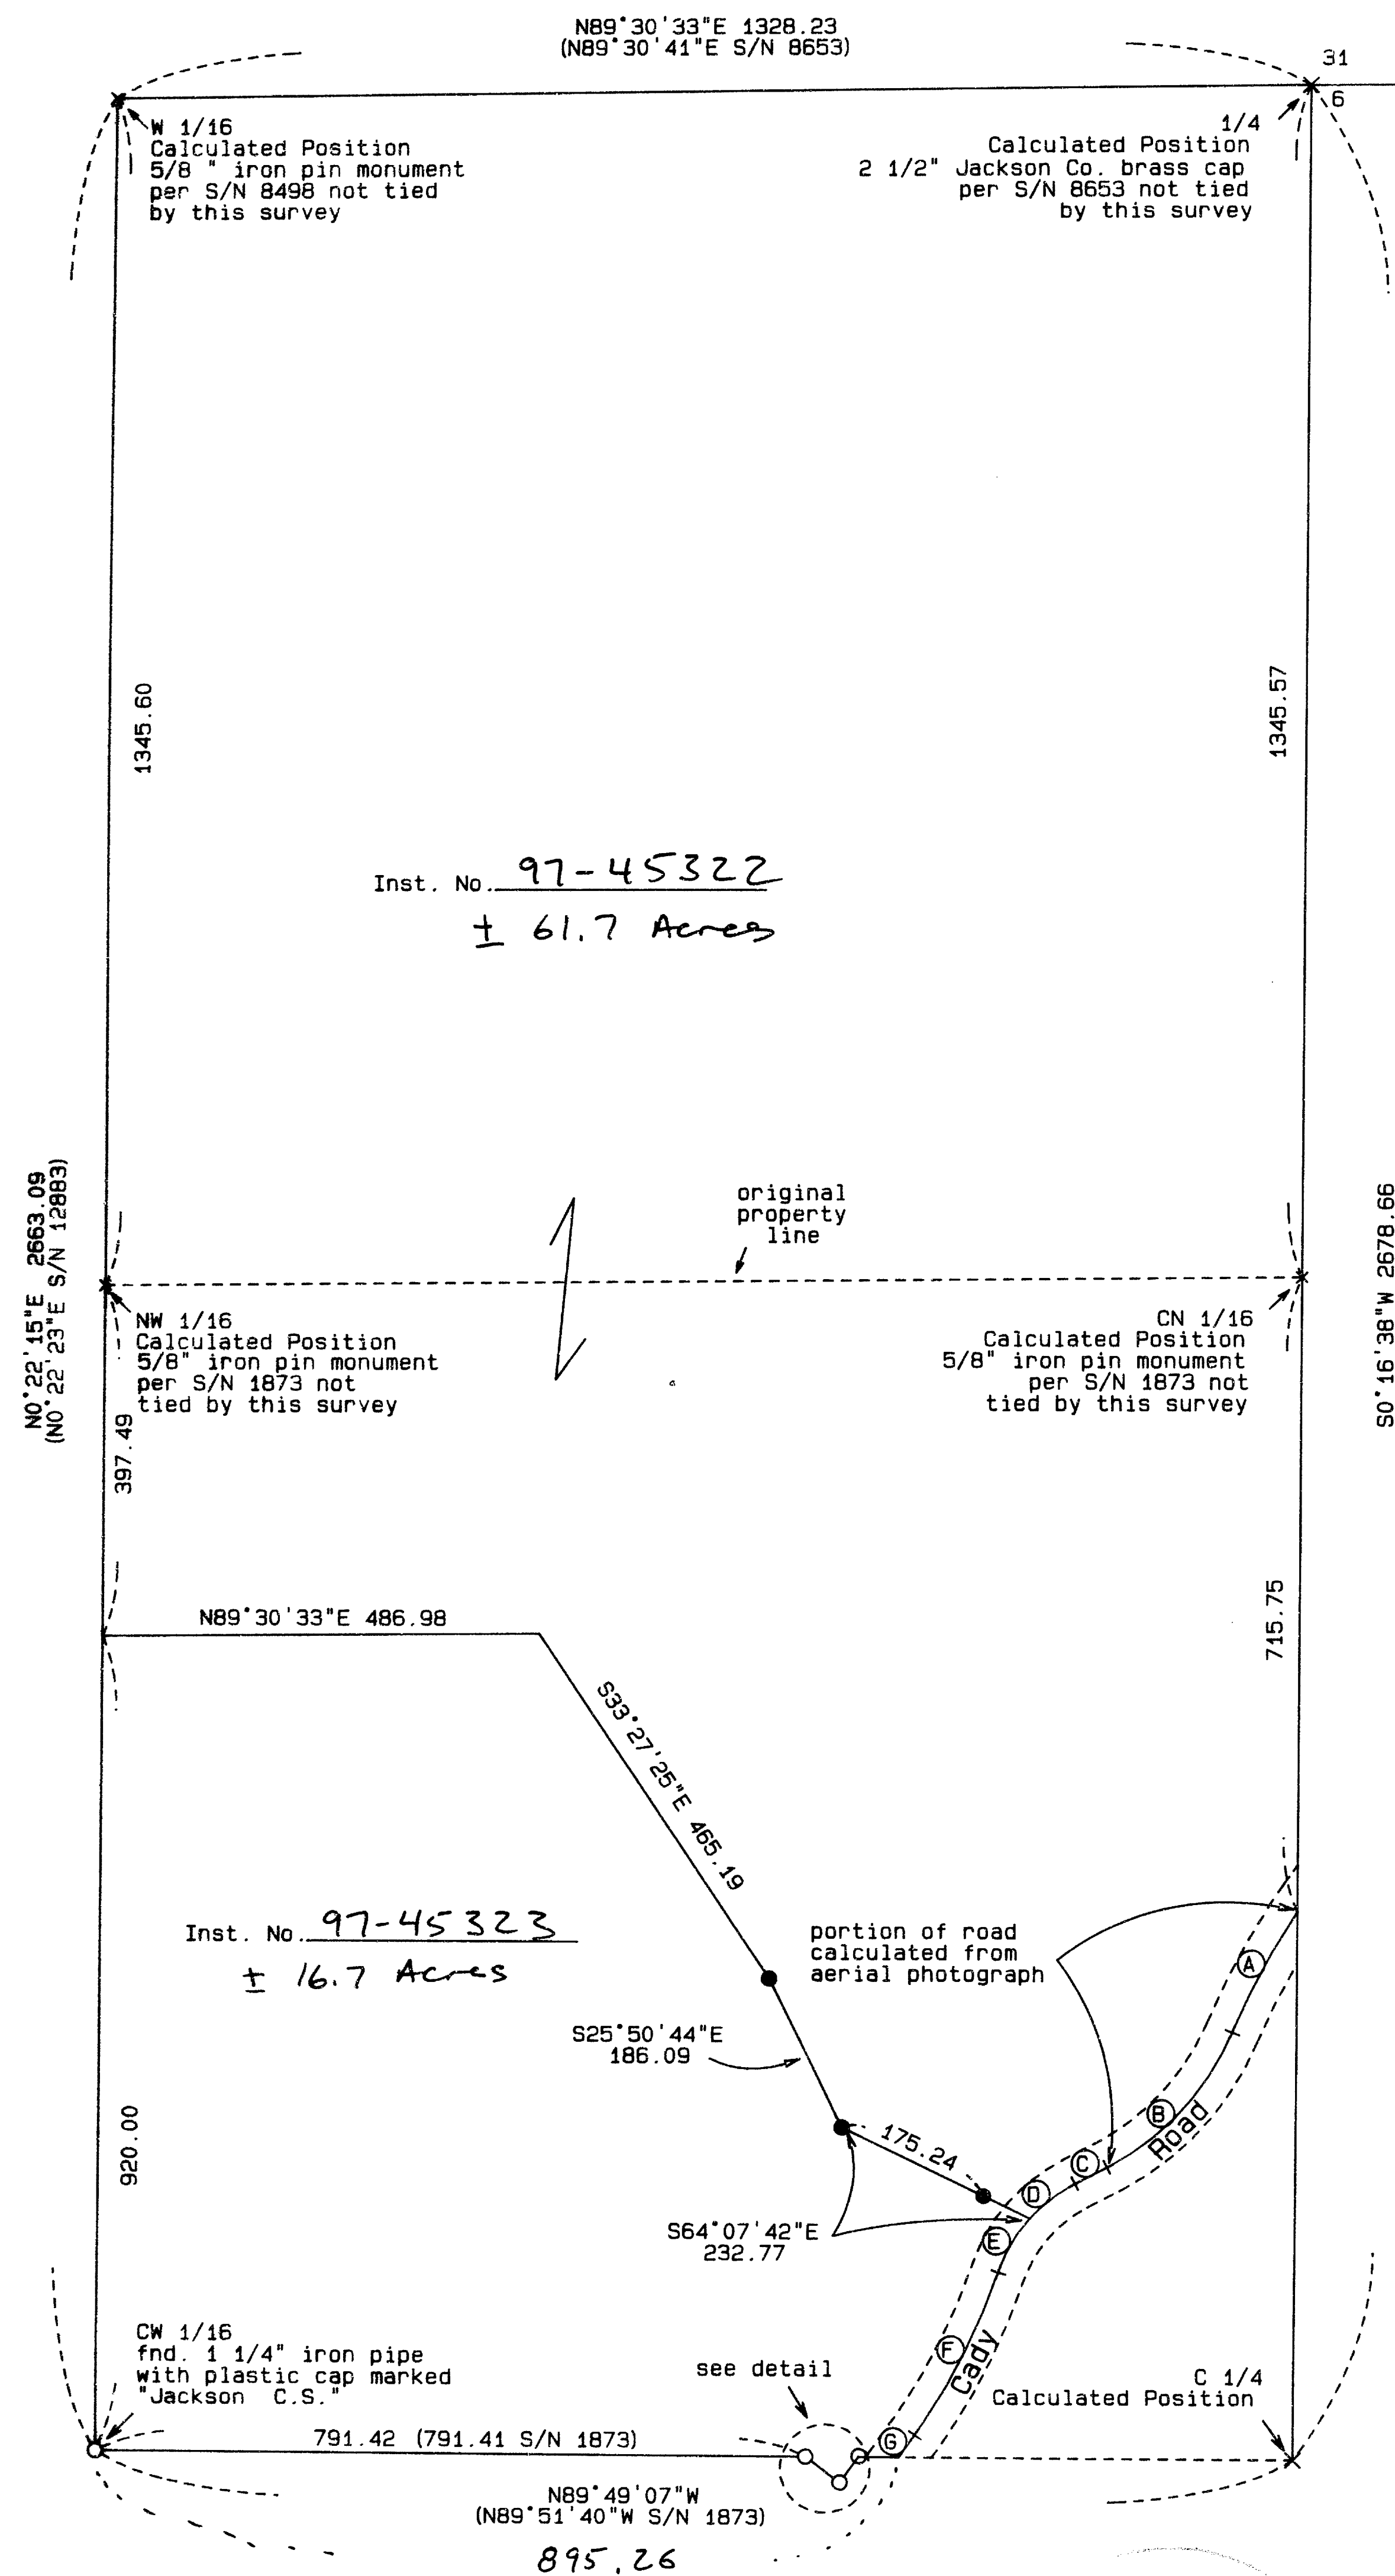 N89°30'33"E 1328.23
(N89°30'41"E S/N 8653)
31
6
W 1/16
Calculated Position
5/8 " iron pin monument
per S/N 8498 not tied
by this survey
1/4
Calculated Position
2 1/2" Jackson Co. brass cap
per S/N 8653 not tied
by this survey
1345.60
1345.57
Inst. No. 97-45322
± 61.7 Acres
N0°22'15"E 2663.09
(N0°22'23"E S/N 12883)
S0°16'38"W 2678.66
original
property
line
NW 1/16
Calculated Position
5/8" iron pin monument
per S/N 1873 not
tied by this survey
CN 1/16
Calculated Position
5/8" iron pin monument
per S/N 1873 not
tied by this survey
397.49
715.75
N89°30'33"E 486.98
S33°27'25"E 465.19
Inst. No. 97-45323
± 16.7 Acres
portion of road
calculated from
aerial photograph
A
S25°50'44"E
186.09
B
Road
920.00
175.24
C
D
S64°07'42"E
232.77
E
CW 1/16
fnd. 1 1/4" iron pipe
with plastic cap marked
"Jackson C.S."
F
Cady
see detail
C 1/4
Calculated Position
791.42 (791.41 S/N 1873)
G
N89°49'07"W
(N89°51'40"W S/N 1873)
895.26